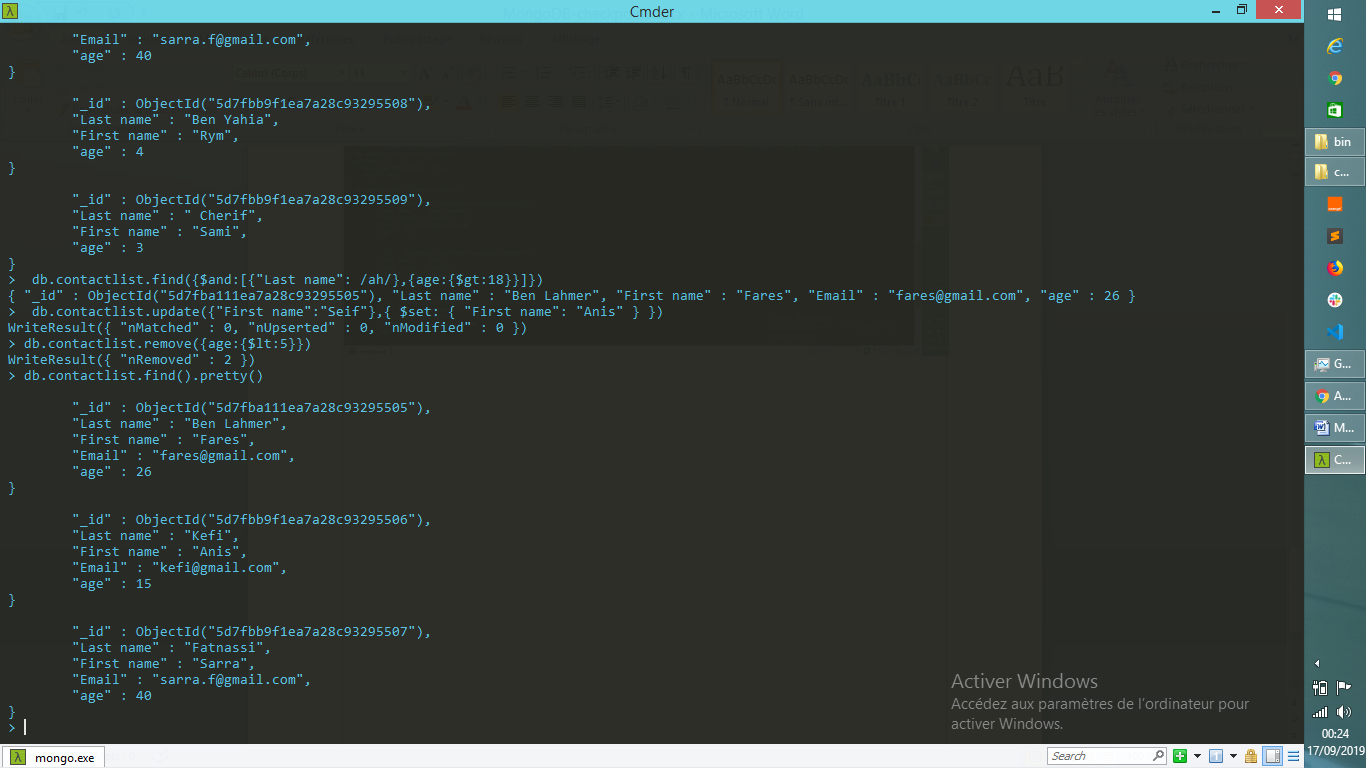 Cmder
"Email" : "sarra.f@gmail.com",
"age" : 40
}
"_id" : ObjectId("5d7fbb9f1ea7a28c93295508"),
"Last name" : "Ben Yahia",
"First name" : "Rym",
"age" : 4
}
"_id" : ObjectId("5d7fbb9f1ea7a28c93295509"),
"Last name" : " Cherif",
"First name" : "Sami",
"age" : 3
}
>  db.contactlist.find({$and:[{"Last name": /ah/},{age:{$gt:18}}]})
{ "_id" : ObjectId("5d7fba111ea7a28c93295505"), "Last name" : "Ben Lahmer", "First name" : "Fares", "Email" : "fares@gmail.com", "age" : 26 }
>  db.contactlist.update({"First name":"Seif"},{ $set: { "First name": "Anis" } })
WriteResult({ "nMatched" : 0, "nUpserted" : 0, "nModified" : 0 })
> db.contactlist.remove({age:{$lt:5}})
WriteResult({ "nRemoved" : 2 })
> db.contactlist.find().pretty()
"_id" : ObjectId("5d7fba111ea7a28c93295505"),
"Last name" : "Ben Lahmer",
"First name" : "Fares",
"Email" : "fares@gmail.com",
"age" : 26
}
"_id" : ObjectId("5d7fbb9f1ea7a28c93295506"),
"Last name" : "Kefi",
"First name" : "Anis",
"Email" : "kefi@gmail.com",
"age" : 15
}
"_id" : ObjectId("5d7fbb9f1ea7a28c93295507"),
"Last name" : "Fatnassi",
"First name" : "Sarra",
"Email" : "sarra.f@gmail.com",
"age" : 40
}
>
Activer Windows
Accédez aux paramètres de l'ordinateur pour
activer Windows.
mongo.exe
Search
bin
c...
G...
A...
M...
C...
00:24
17/09/2019